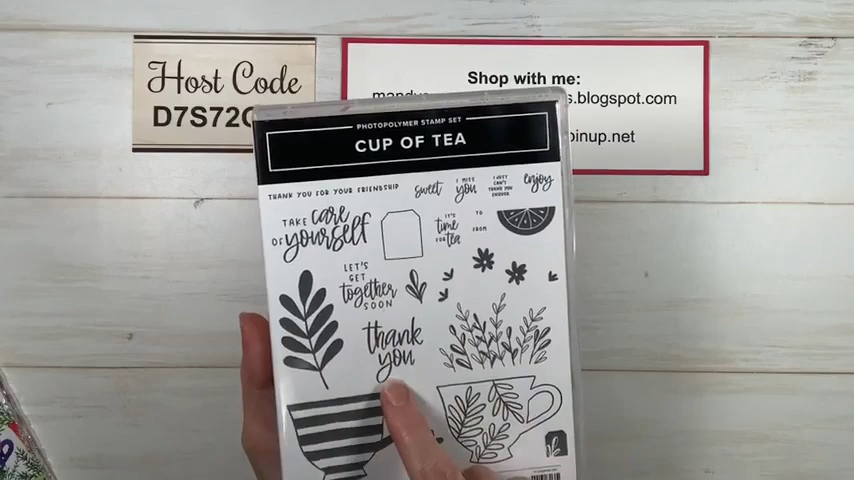 Host Code
D7S72
Shop with me:
.blogspot.com
pinup.net
PHOTOPOLYMER STAMP SET
CUP OF TEA
THANK YOU FOR YOUR FRIENDSHIP
sweet
I MISS
you
I JUST
CAN'T
THANK YOU
ENOUGH
enjoy
TAKE care
OF yourself
IT'S
time
FOR tea
TO
FROM
LET'S
GET
together
SOON
thank
you